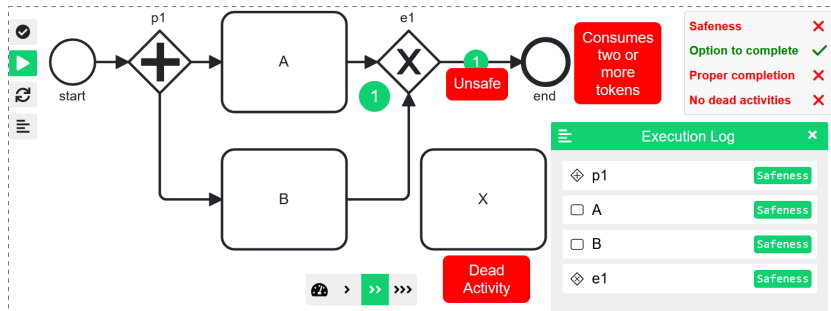 p1
e1
A
1
1
Unsafe
start
end
Consumes
two or
more
tokens
B
X
Dead
Activity
Safeness
Option to complete
Proper completion
No dead activities
Execution Log
p1 Safeness
A Safeness
B Safeness
e1 Safeness